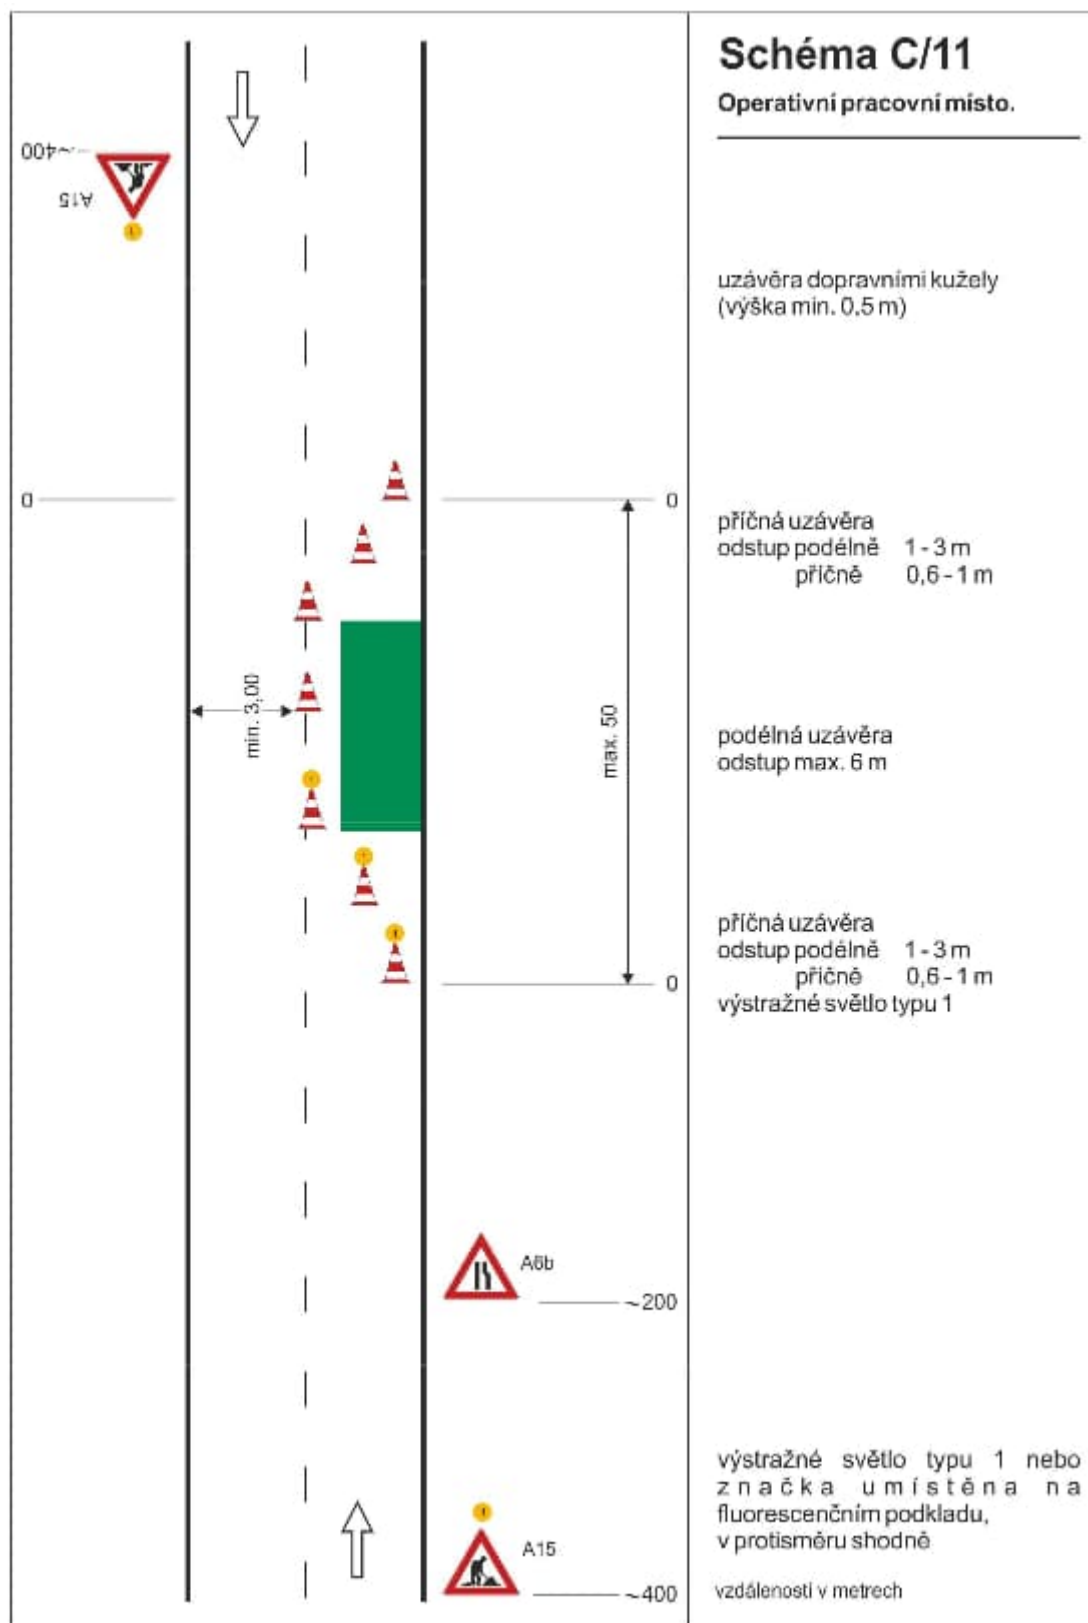 Schéma C/11
Operativní pracovní místo.
~400
A15
uzávěra dopravními kužely
(výška min. 0,5 m)
0
0
příčná uzávěra
odstup podélně 1 - 3 m
příčně 0,6 - 1 m
min. 3,00
max. 50
podélná uzávěra
odstup max. 6 m
příčná uzávěra
odstup podélně 1 - 3 m
příčně 0,6 - 1 m
výstražné světlo typu 1
0
A6b
~200
výstražné světlo typu 1 nebo
značka umístěna na
fluorescenčním podkladu,
v protisměru shodně
A15
~400
vzdálenosti v metrech